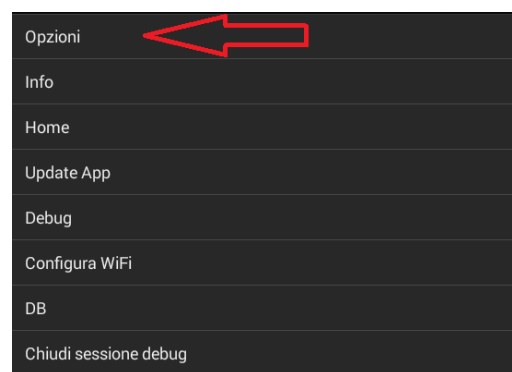 Opzioni
Info
Home
Update App
Debug
Configura WiFi
DB
Chiudi sessione debug